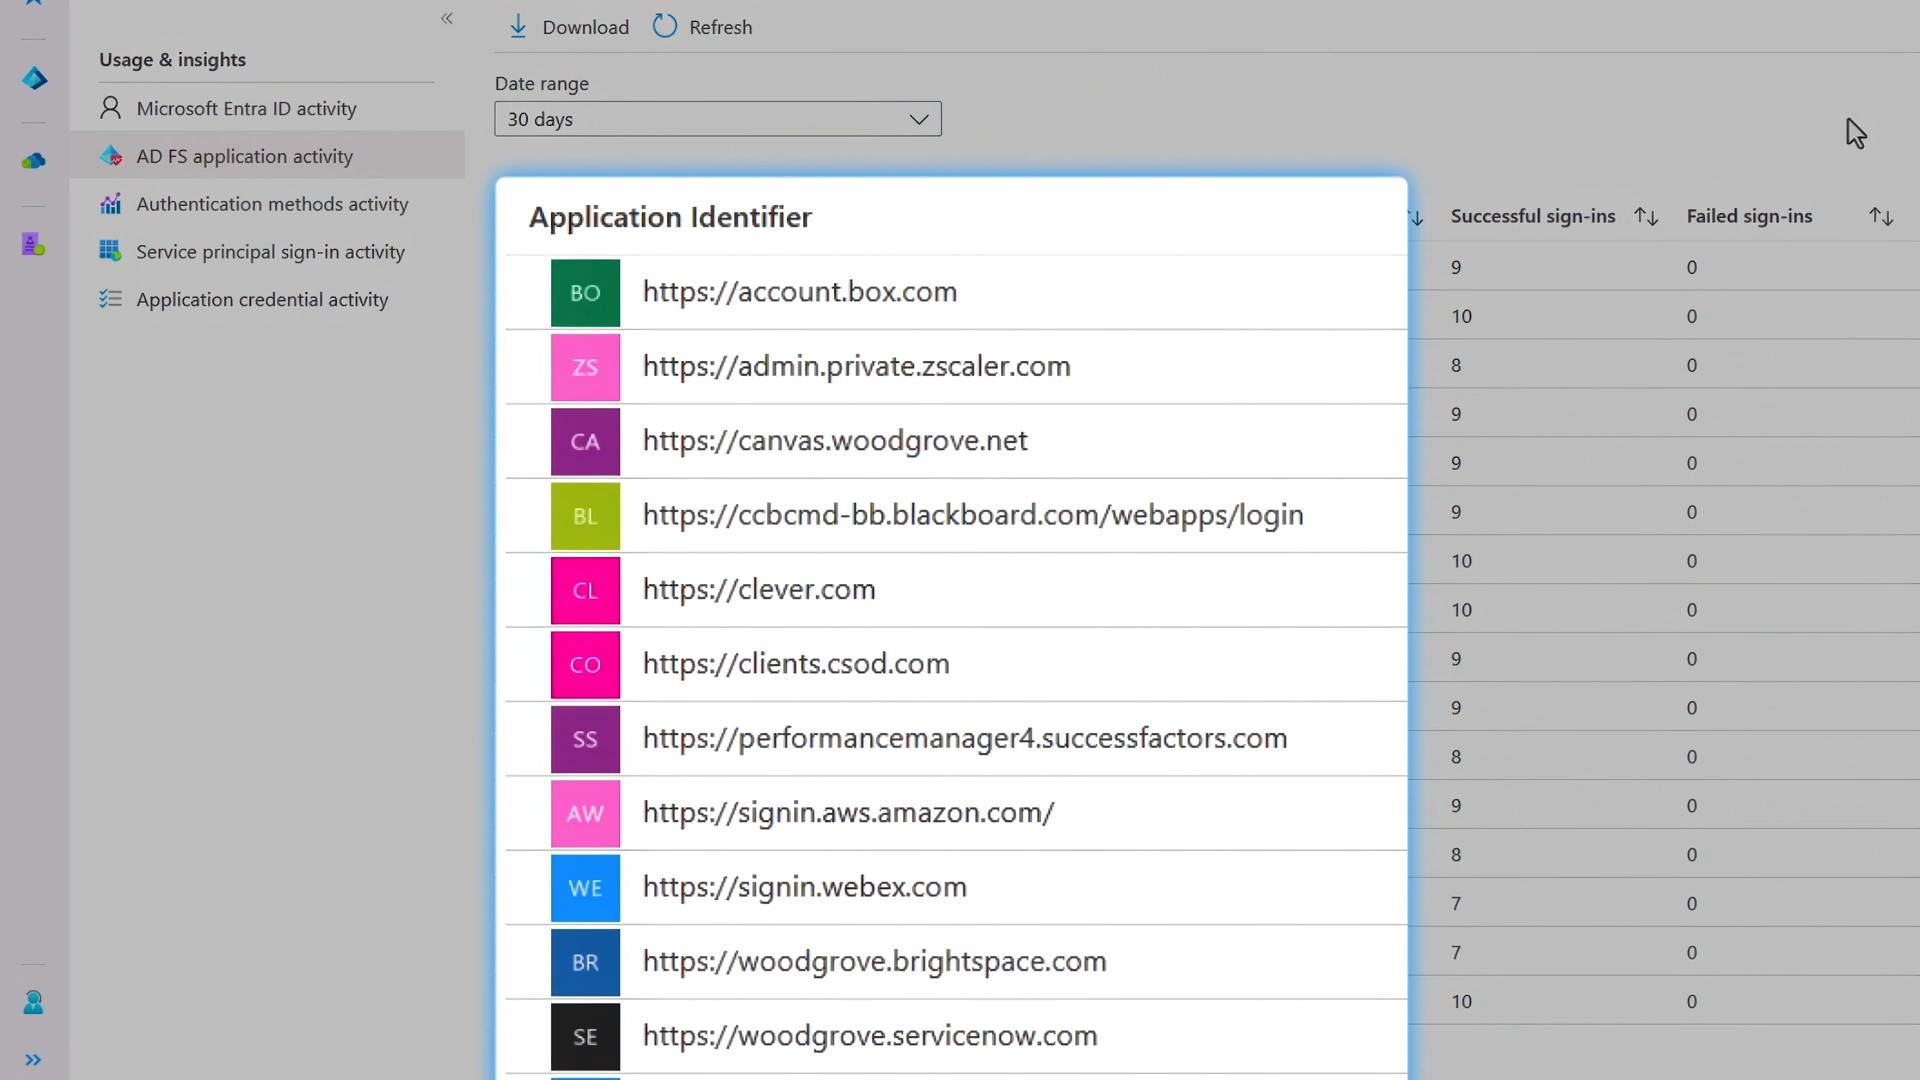 Download
Refresh
Usage & insights
Date range
Microsoft Entra ID activity
30 days
AD FS application activity
Authentication methods activity
Service principal sign-in activity
Application credential activity
Application Identifier
Successful sign-ins
Failed sign-ins
BO https://account.box.com
ZS https://admin.private.zscaler.com
CA https://canvas.woodgrove.net
BL https://ccbcmd-bb.blackboard.com/webapps/login
CL https://clever.com
CO https://clients.csod.com
SS https://performancemanager4.successfactors.com
AW https://signin.aws.amazon.com/
WE https://signin.webex.com
BR https://woodgrove.brightspace.com
SE https://woodgrove.servicenow.com
9 0
10 0
8 0
9 0
9 0
9 0
10 0
10 0
9 0
9 0
8 0
9 0
8 0
7 0
7 0
10 0